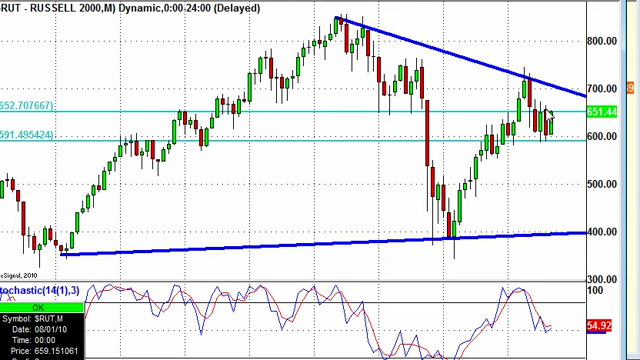 $RUT - RUSSELL 2000,M) Dynamic,0:00-24:00 (Delayed)
800.00
700.00
652.707667)
651.44
591.495424)
600.00
500.00
400.00
300.00
eSignal, 2010
tochastic(14(1),3)
100
OK
Symbol: $RUT,M
Date: 08/01/10
Time: 00:00
Price: 659.151061
54.92